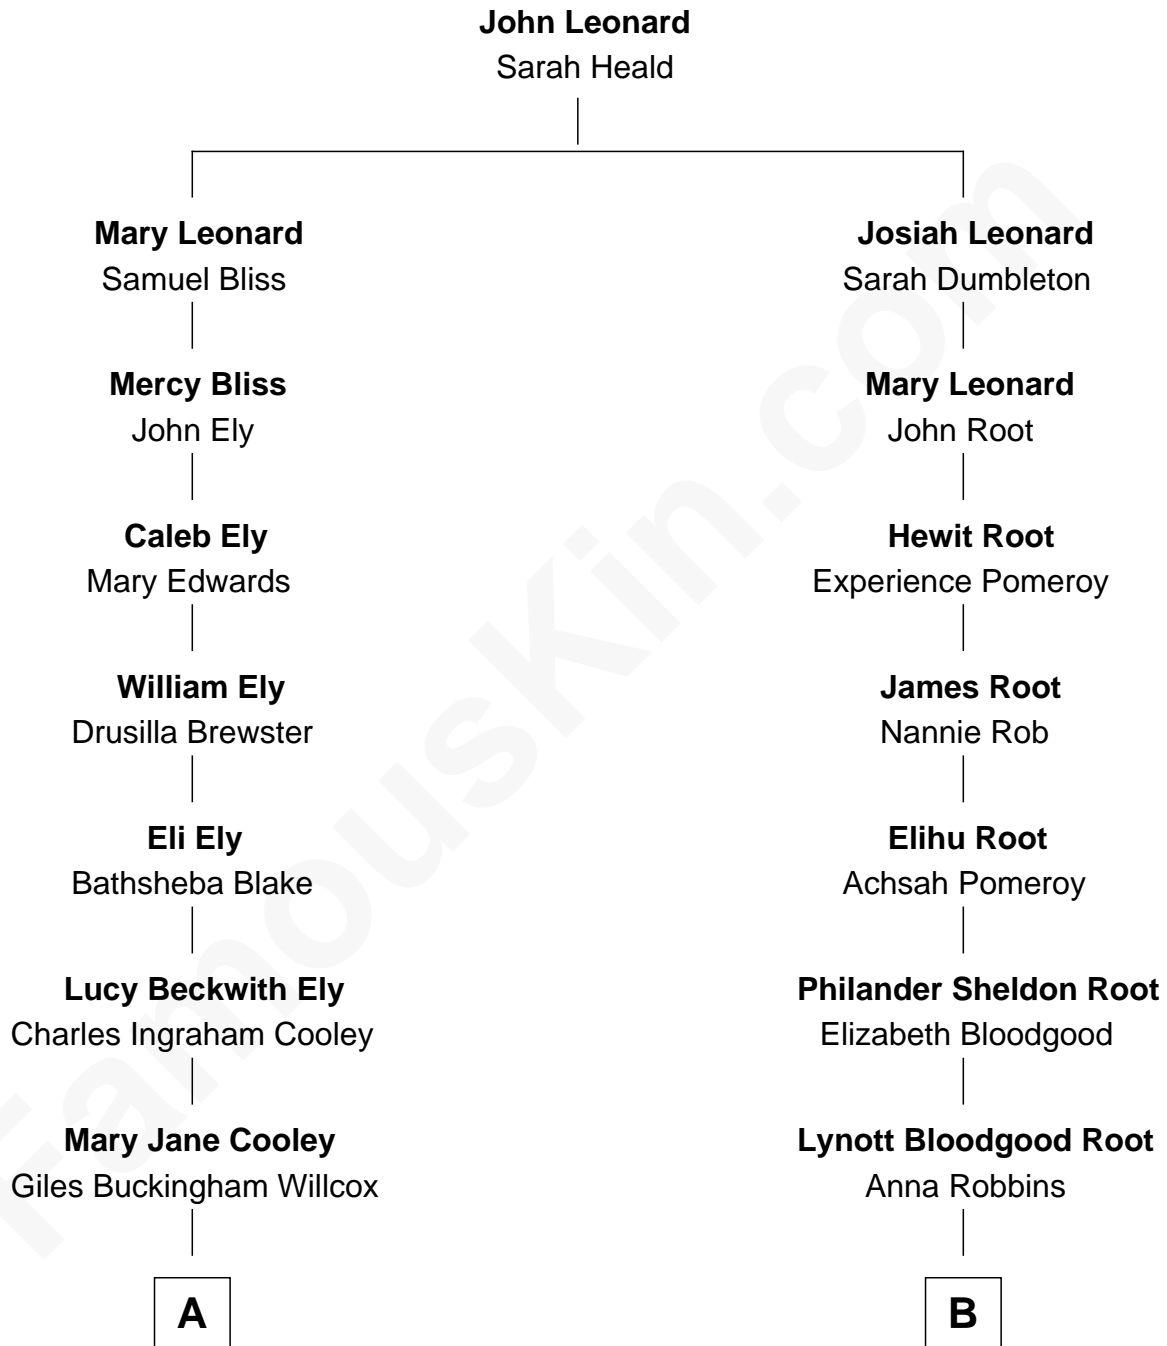 John Leonard
Sarah Heald
Mary Leonard
Samuel Bliss
Josiah Leonard
Sarah Dumbleton
Mercy Bliss
John Ely
Mary Leonard
John Root
Caleb Ely
Mary Edwards
Hewit Root
Experience Pomeroy
William Ely
Drusilla Brewster
James Root
Nannie Rob
Eli Ely
Bathsheba Blake
Elihu Root
Achsah Pomeroy
Lucy Beckwith Ely
Charles Ingraham Cooley
Philander Sheldon Root
Elizabeth Bloodgood
Mary Jane Cooley
Giles Buckingham Willcox
Lynott Bloodgood Root
Anna Robbins
A
B
FamousKin.com